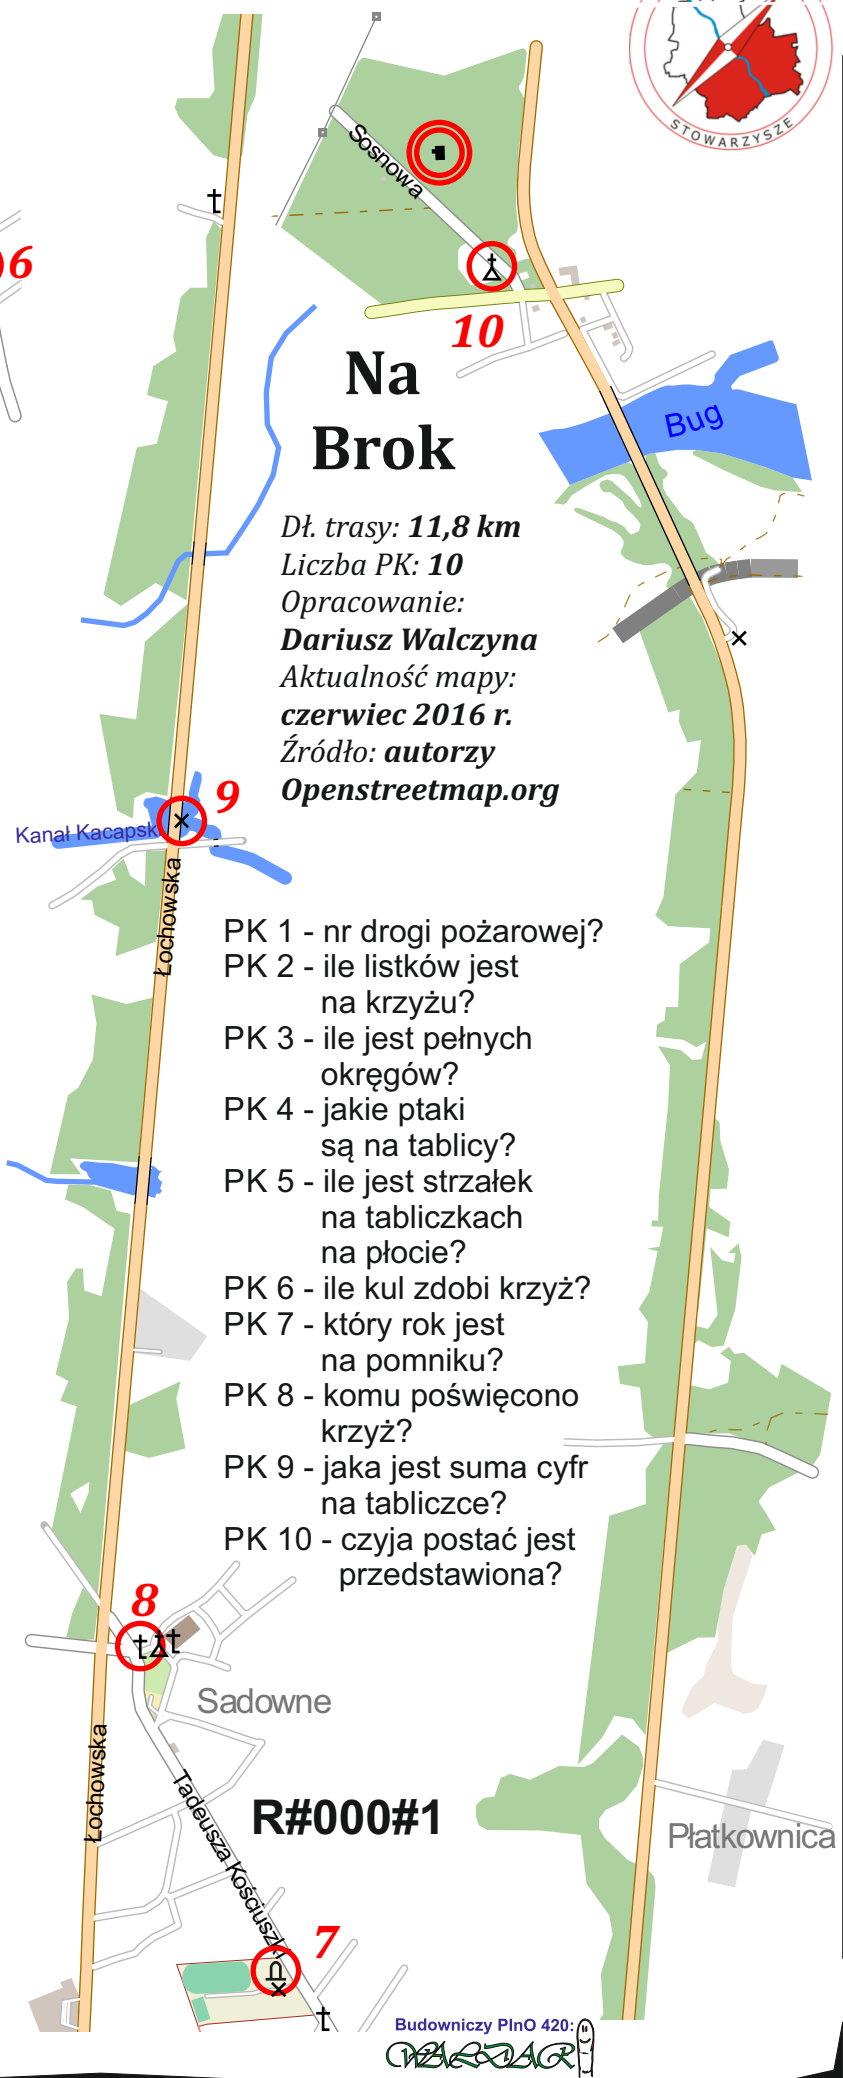 STOWARZYSZE
Sosnowa
6
10
Na
Brok
Bug
Dł. trasy: 11,8 km
Liczba PK: 10
Opracowanie:
Dariusz Walczyna
Aktualność mapy:
czerwiec 2016 r.
Źródło: autorzy
Openstreetmap.org
9
Kanał Kacapsk
Łochowska
PK 1 - nr drogi pożarowej?
PK 2 - ile listków jest
na krzyżu?
PK 3 - ile jest pełnych
okręgów?
PK 4 - jakie ptaki
są na tablicy?
PK 5 - ile jest strzałek
na tabliczkach
na płocie?
PK 6 - ile kul zdobi krzyż?
PK 7 - który rok jest
na pomniku?
PK 8 - komu poświęcono
krzyż?
PK 9 - jaka jest suma cyfr
na tabliczce?
PK 10 - czyja postać jest
przedstawiona?
8
Sadowne
Łochowska
Tadeusza Kościuszki
R#000#1
Płatkownica
7
Budowniczy PInO 420:
WALDAR